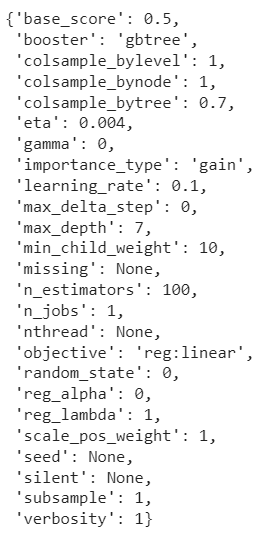 {'base_score': 0.5,
 'booster': 'gbtree',
 'colsample_bylevel': 1,
 'colsample_bynode': 1,
 'colsample_bytree': 0.7,
 'eta': 0.004,
 'gamma': 0,
 'importance_type': 'gain',
 'learning_rate': 0.1,
 'max_delta_step': 0,
 'max_depth': 7,
 'min_child_weight': 10,
 'missing': None,
 'n_estimators': 100,
 'n_jobs': 1,
 'nthread': None,
 'objective': 'reg:linear',
 'random_state': 0,
 'reg_alpha': 0,
 'reg_lambda': 1,
 'scale_pos_weight': 1,
 'seed': None,
 'silent': None,
 'subsample': 1,
 'verbosity': 1}